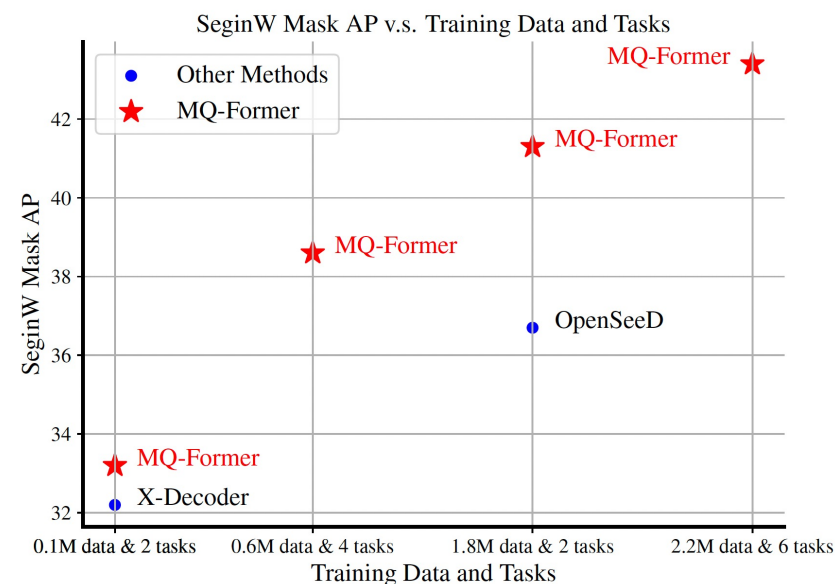 SeginW Mask AP v.s. Training Data and Tasks
Other Methods
MQ-Former
MQ-Former
MQ-Former
MQ-Former
OpenSeeD
MQ-Former
X-Decoder
42
40
38
36
34
32
SeginW Mask AP
0.1M data & 2 tasks
0.6M data & 4 tasks
1.8M data & 2 tasks
2.2M data & 6 tasks
Training Data and Tasks